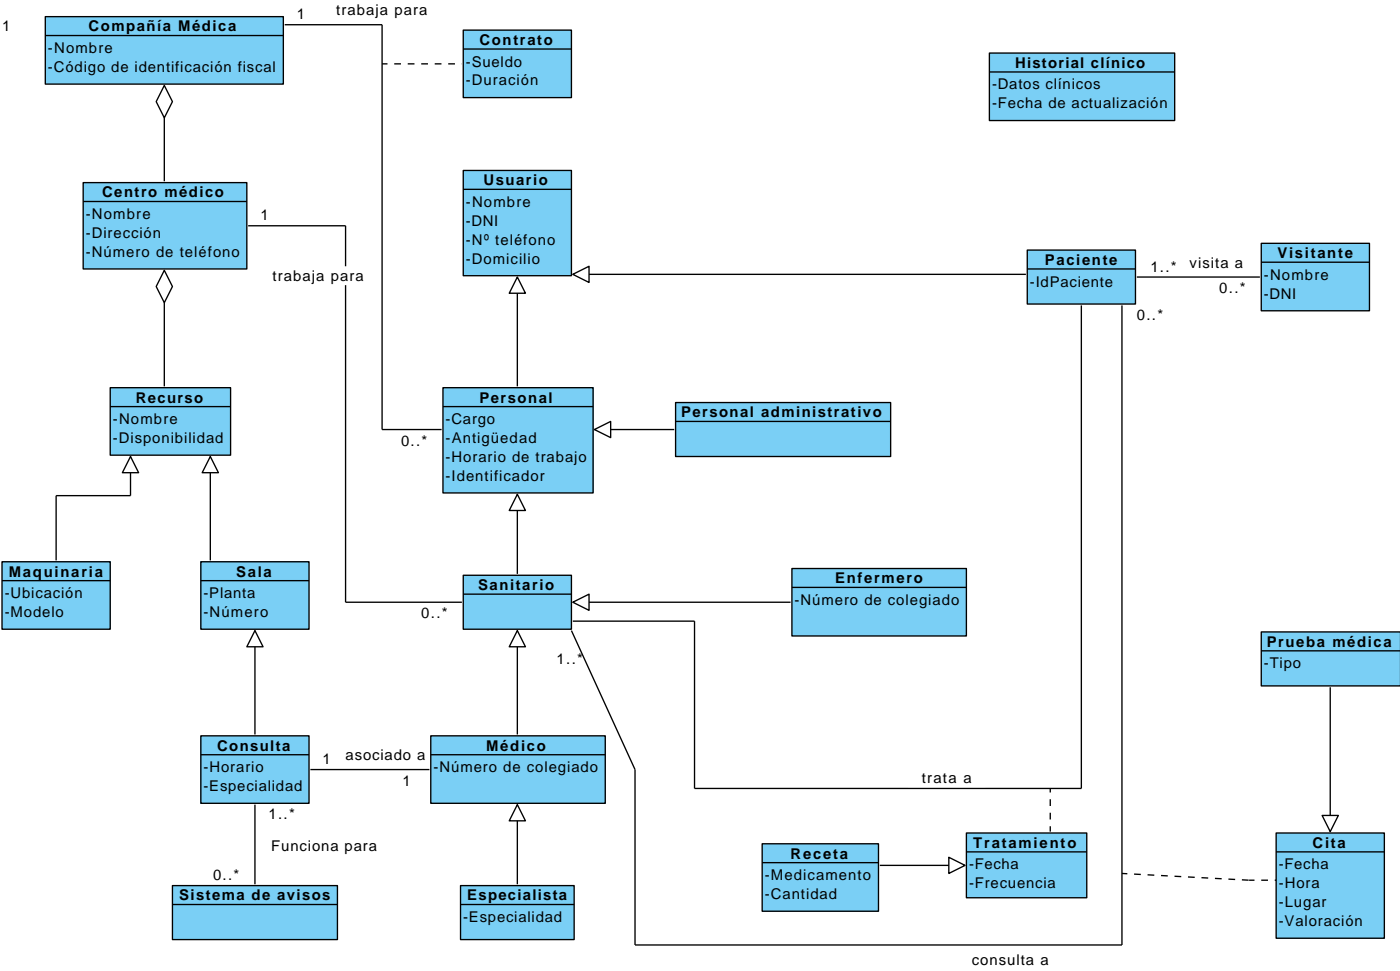 trabaja para
1
1
Compañía Médica
-Nombre
-Código de identificación fiscal
Contrato
-Sueldo
-Duración
Historial clínico
-Datos clínicos
-Fecha de actualización
Centro médico
-Nombre
-Dirección
-Número de teléfono
1
trabaja para
Usuario
-Nombre
-DNI
-Nº teléfono
-Domicilio
Paciente
-IdPaciente
1..*
visita a
0..*
0..*
Visitante
-Nombre
-DNI
Recurso
-Nombre
-Disponibilidad
0..*
Personal
-Cargo
-Antigüedad
-Horario de trabajo
-Identificador
Personal administrativo
Maquinaria
-Ubicación
-Modelo
Sala
-Planta
-Número
0..*
Sanitario
1..*
Enfermero
-Número de colegiado
Prueba médica
-Tipo
Consulta
-Horario
-Especialidad
1
asociado a
1
Médico
-Número de colegiado
trata a
1..*
Funciona para
0..*
Sistema de avisos
Especialista
-Especialidad
Receta
-Medicamento
-Cantidad
Tratamiento
-Fecha
-Frecuencia
Cita
-Fecha
-Hora
-Lugar
-Valoración
consulta a